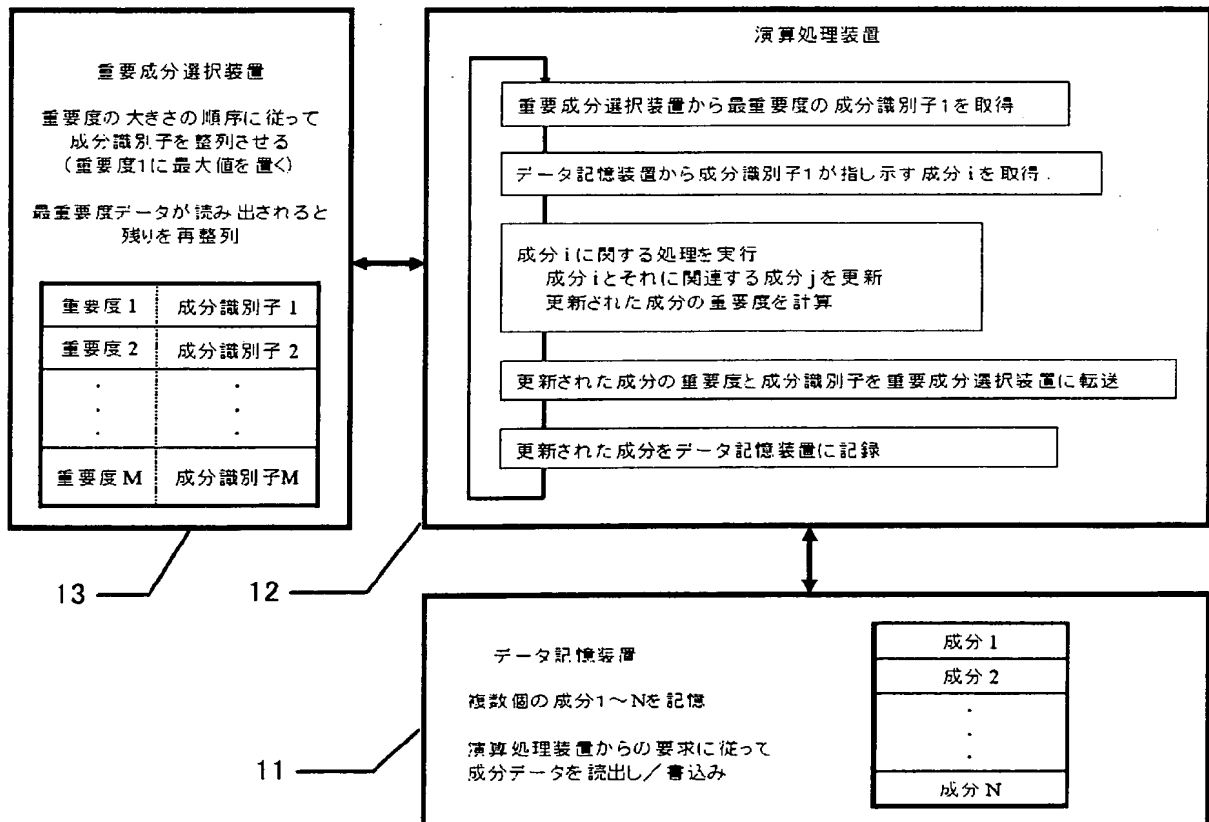 重要成分選択装置
重要度の大きさの順序に従って
成分識別子を整列させる
(重要度1に最大値を置く)
最重要度データが読み出されると
残りを再整列
重要度1 成分識別子1
重要度2 成分識別子2
. .
. .
. .
重要度M 成分識別子M
13
演算処理装置
重要成分選択装置から最重要度の成分識別子1を取得
データ記憶装置から成分識別子1が指し示す成分iを取得.
成分iに関する処理を実行
成分iとそれに関連する成分jを更新
更新された成分の重要度を計算
更新された成分の重要度と成分識別子を重要成分選択装置に転送
更新された成分をデータ記憶装置に記録
12
データ記憶装置
複数個の成分1〜Nを記憶
演算処理装置からの要求に従って
成分データを読出し/書込み
成分1
成分2
.
.
.
成分N
11